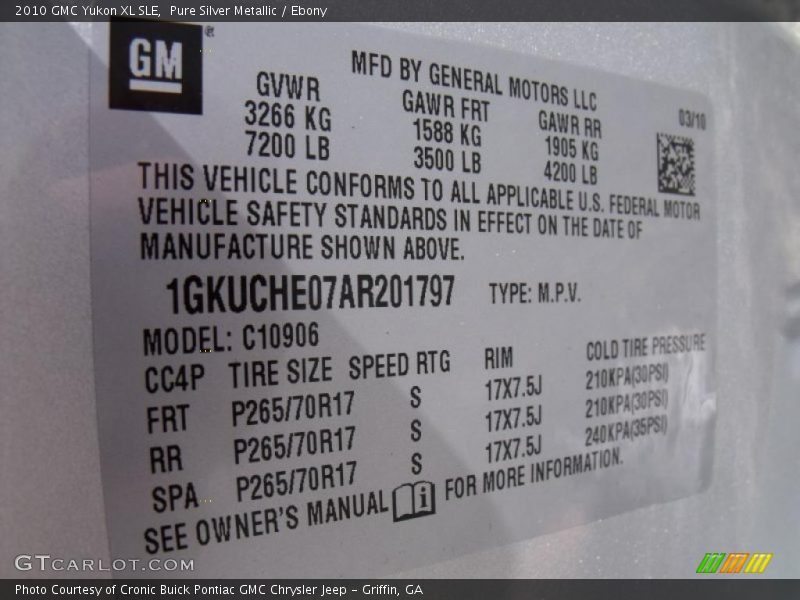 2010 GMC Yukon XL SLE,  Pure Silver Metallic / Ebony
GM®
MFD BY GENERAL MOTORS LLC
GVWR GAWR FRT GAWR RR 03/10
3266 KG 1588 KG 1905 KG
7200 LB 3500 LB 4200 LB
THIS VEHICLE CONFORMS TO ALL APPLICABLE U.S. FEDERAL MOTOR
VEHICLE SAFETY STANDARDS IN EFFECT ON THE DATE OF
MANUFACTURE SHOWN ABOVE.
1GKUCHE07AR201797 TYPE: M.P.V.
MODEL: C10906
CC4P TIRE SIZE SPEED RTG RIM COLD TIRE PRESSURE
FRT P265/70R17 S 17X7.5J 210KPA(30PSI)
RR P265/70R17 S 17X7.5J 210KPA(30PSI)
SPA P265/70R17 S 17X7.5J 240KPA(35PSI)
SEE OWNER'S MANUAL FOR MORE INFORMATION.
GTCARLOT.COM
Photo Courtesy of Cronic Buick Pontiac GMC Chrysler Jeep – Griffin, GA